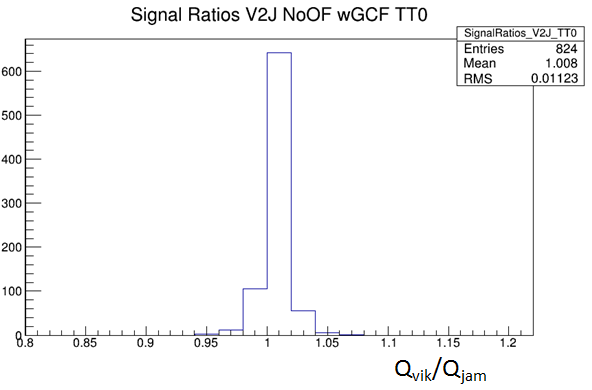 Signal Ratios V2J NoOF wGCF TT0
SignalRatios_V2J_TT0
Entries 824
Mean 1.008
RMS 0.01123
600
500
400
300
200
100
0
0.8 0.85 0.9 0.95 1 1.05 1.1 1.15 1.2
Qvik/Qjam